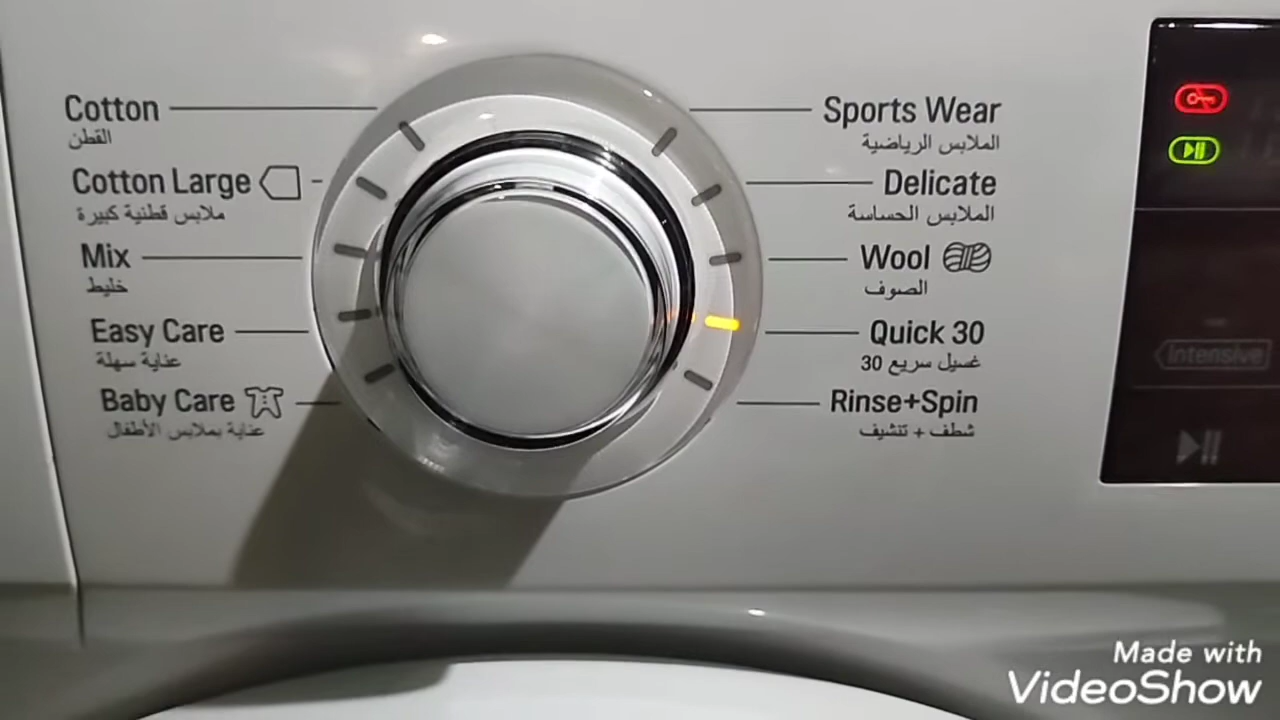 Cotton
القطن
Cotton Large
ملابس قطنية كبيرة
Mix
خليط
Easy Care
عناية سهلة
Baby Care
عناية بملابس الأطفال
Sports Wear
الملابس الرياضية
Delicate
الملابس الحساسة
Wool
الصوف
Quick 30
غسيل سريع 30
Rinse+Spin
شطف + تنشيف
Intensive
Made with
VideoShow